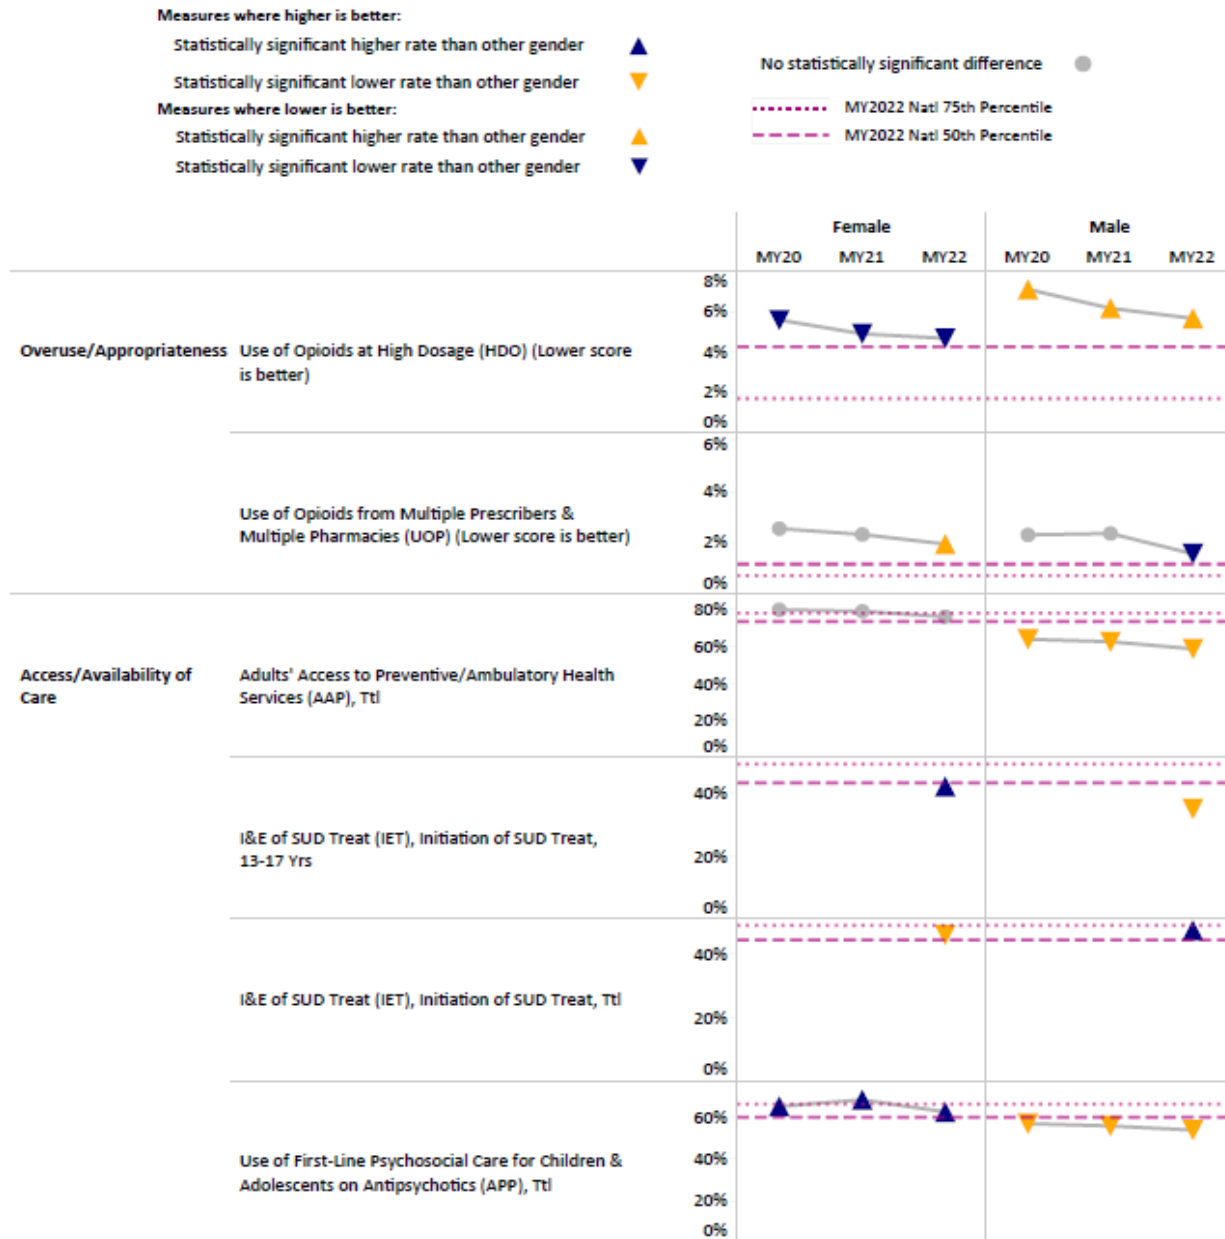 Measures where higher is better:
Statistically significant higher rate than other gender
Statistically significant lower rate than other gender
Measures where lower is better:
Statistically significant higher rate than other gender
Statistically significant lower rate than other gender
No statistically significant difference
MY2022 Natl 75th Percentile
MY2022 Natl 50th Percentile
Female Male
MY20 MY21 MY22 MY20 MY21 MY22
Overuse/Appropriateness
Use of Opioids at High Dosage (HDO) (Lower score
is better)
8%
6%
4%
2%
0%
Use of Opioids from Multiple Prescribers &
Multiple Pharmacies (UOP) (Lower score is better)
6%
4%
2%
0%
Access/Availability of
Care
Adults' Access to Preventive/Ambulatory Health
Services (AAP), Ttl
80%
60%
40%
20%
0%
I&E of SUD Treat (IET), Initiation of SUD Treat,
13-17 Yrs
40%
20%
0%
I&E of SUD Treat (IET), Initiation of SUD Treat, Ttl
40%
20%
0%
Use of First-Line Psychosocial Care for Children &
Adolescents on Antipsychotics (APP), Ttl
60%
40%
20%
0%